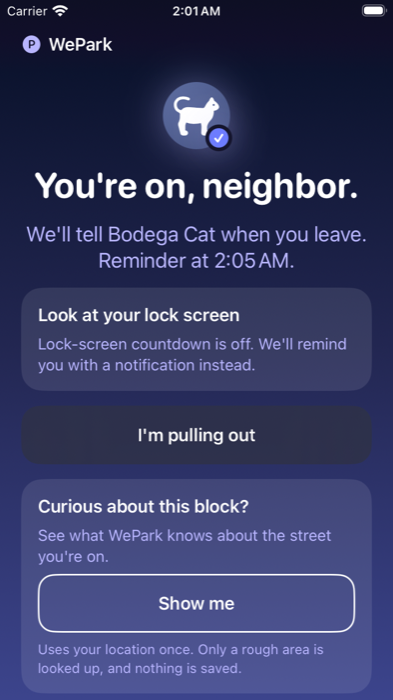 Carrier 2:01 AM
P WePark
You're on, neighbor.
We'll tell Bodega Cat when you leave.
Reminder at 2:05 AM.
Look at your lock screen
Lock-screen countdown is off. We'll remind
you with a notification instead.
I'm pulling out
Curious about this block?
See what WePark knows about the street
you're on.
Show me
Uses your location once. Only a rough area is
looked up, and nothing is saved.